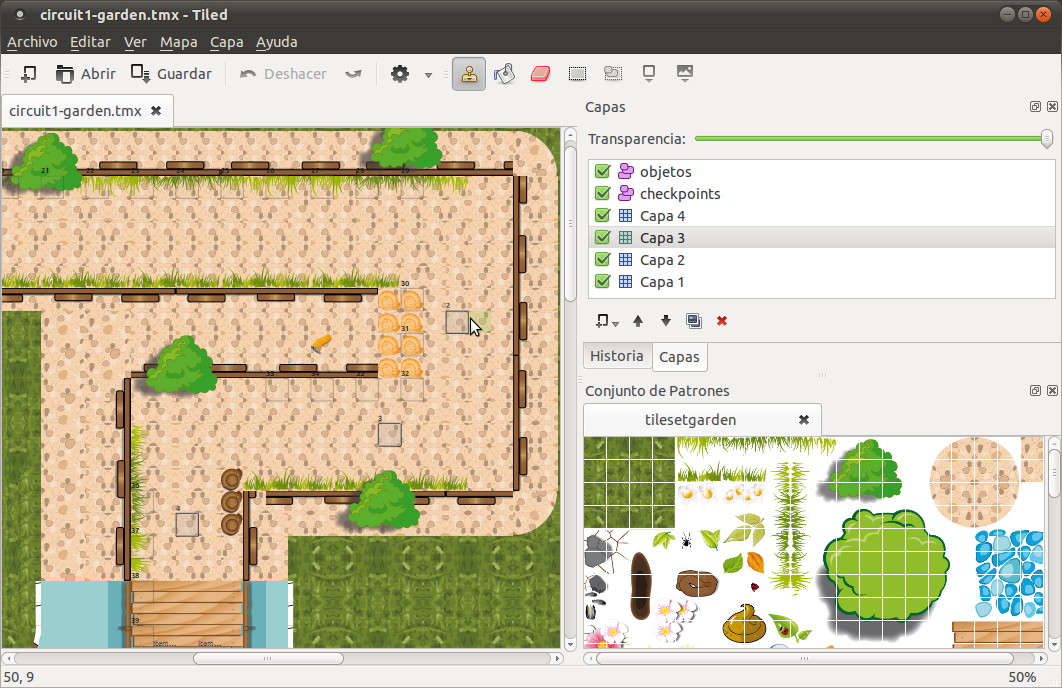 circuit1-garden.tmx - Tiled
Archivo Editar Ver Mapa Capa Ayuda
Abrir Guardar Deshacer
circuit1-garden.tmx
Capas
Transparencia:
objetos
checkpoints
Capa 4
Capa 3
Capa 2
Capa 1
Historia Capas
Conjunto de Patrones
tilesetgarden
21 22 23 24 25 26 27 28 29
30
2
31
32
33 34 35
3
36
4
37
38
39
Item... Item...
50, 9
50%